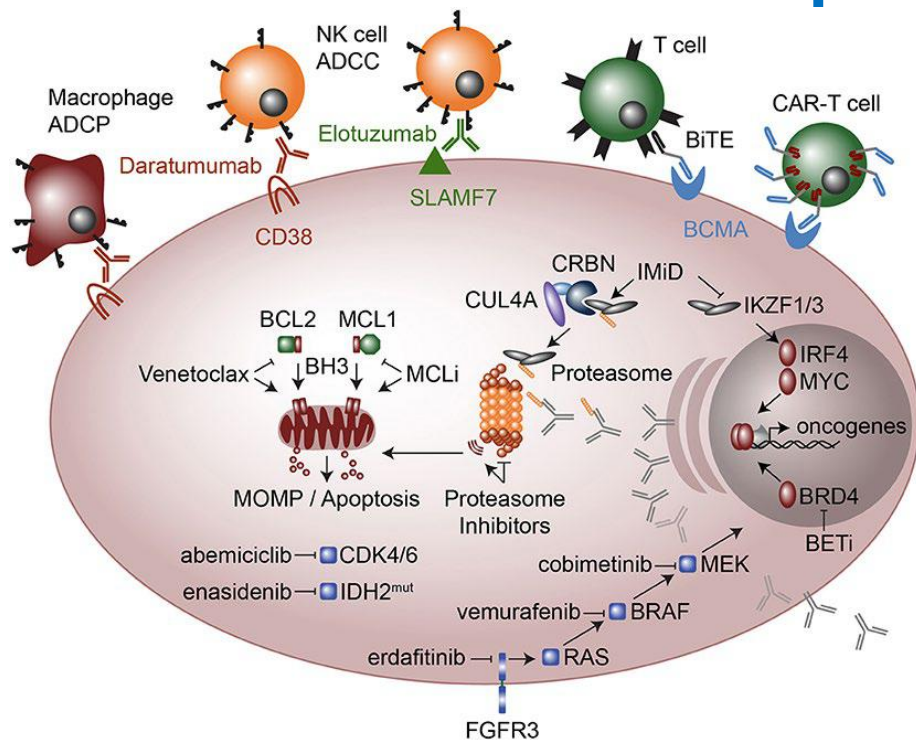 NK cell
ADCC
T cell
Macrophage
ADCP
Elotuzumab
BiTE
CAR-T cell
Daratumumab
SLAMF7
CD38
BCMA
CRBN
IMiD
CUL4A
IKZF1/3
BCL2
MCL1
IRF4
Venetoclax
BH3
MCLi
Proteasome
MYC
oncogenes
MOMP / Apoptosis
Proteasome
Inhibitors
BRD4
BETi
abemiciclib
CDK4/6
cobimetinib
MEK
enasidenib
IDH2mut
vemurafenib
BRAF
erdafitinib
RAS
FGFR3